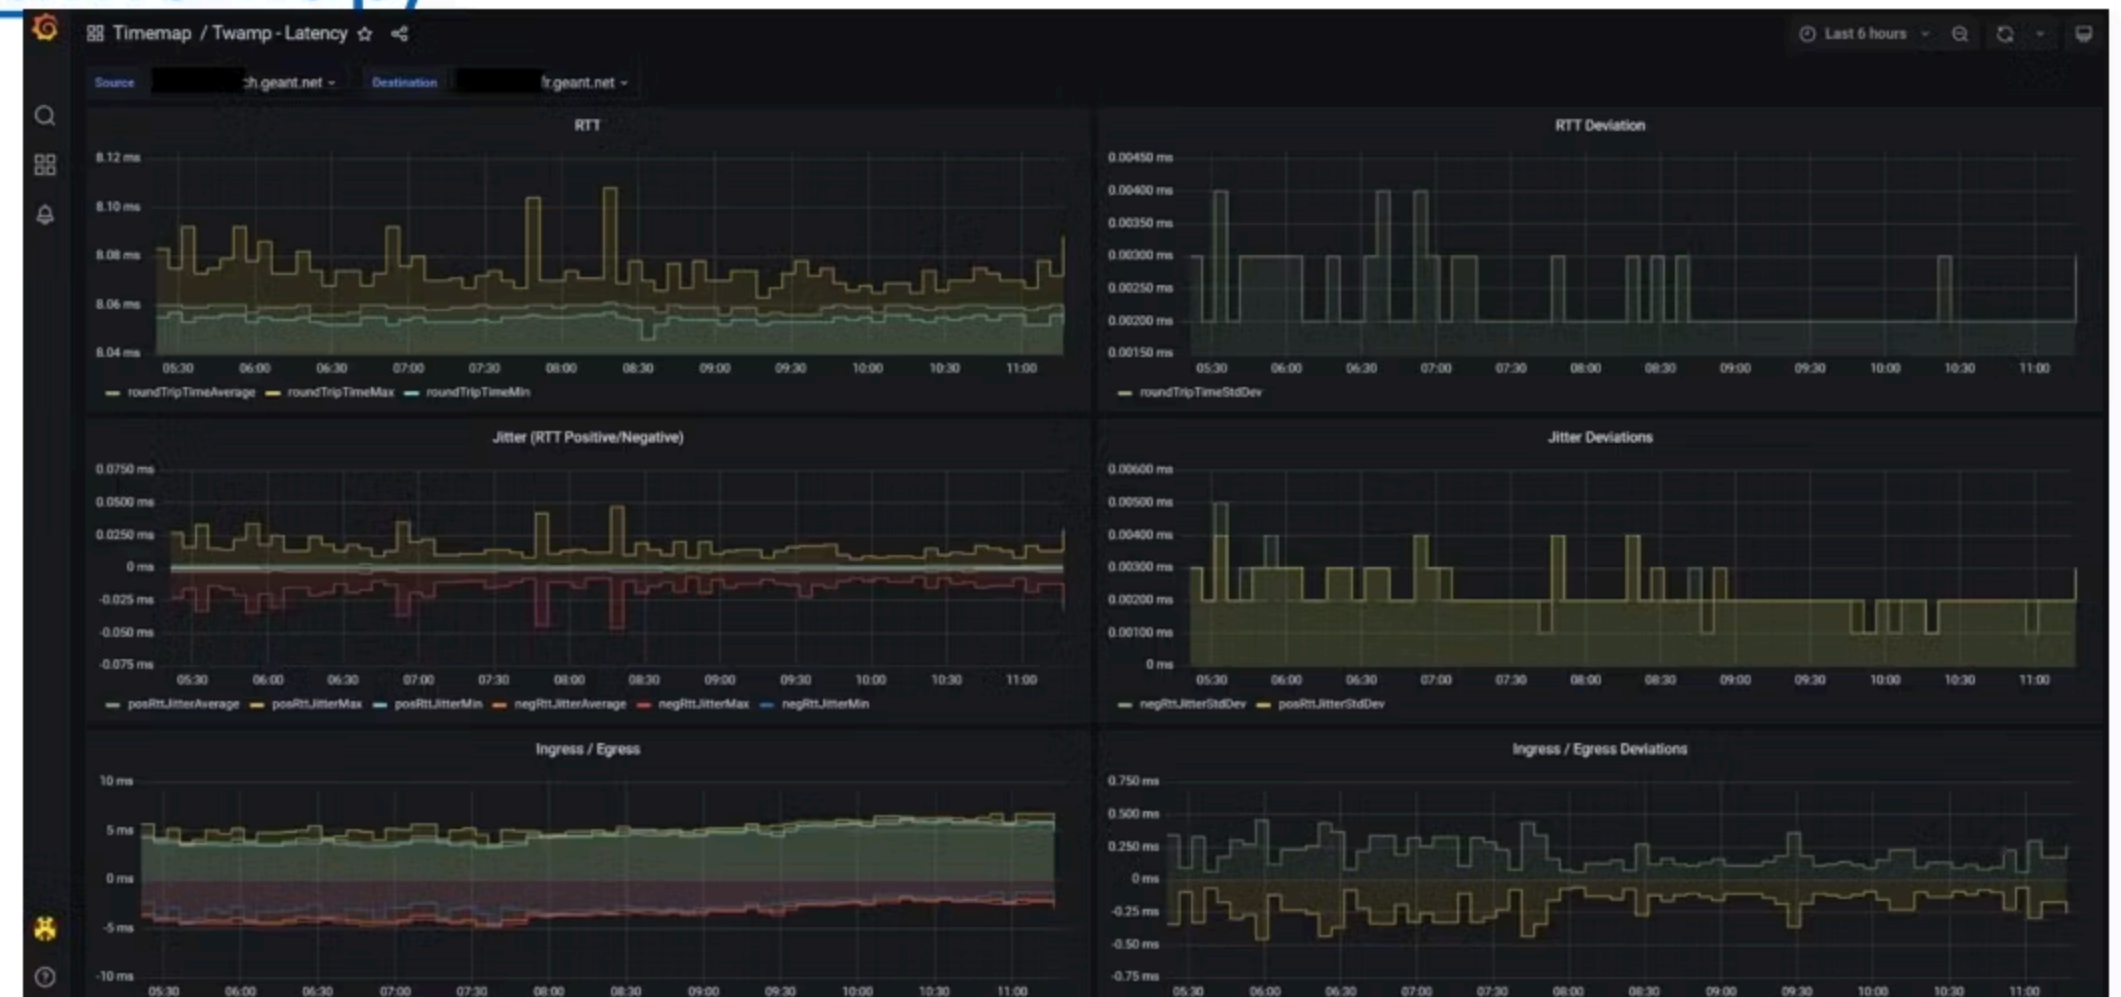 Timemap / Twamp - Latency
Last 6 hours
Source ch.geant.net Destination fr.geant.net
RTT
8.12 ms
8.10 ms
8.08 ms
8.06 ms
8.04 ms
05:30 06:00 06:30 07:00 07:30 08:00 08:30 09:00 09:30 10:00 10:30 11:00
roundTripTimeAverage roundTripTimeMax roundTripTimeMin
RTT Deviation
0.00450 ms
0.00400 ms
0.00350 ms
0.00300 ms
0.00250 ms
0.00200 ms
0.00150 ms
05:30 06:00 06:30 07:00 07:30 08:00 08:30 09:00 09:30 10:00 10:30 11:00
roundTripTimeStdDev
Jitter (RTT Positive/Negative)
0.0750 ms
0.0500 ms
0.0250 ms
0 ms
-0.025 ms
-0.050 ms
-0.075 ms
05:30 06:00 06:30 07:00 07:30 08:00 08:30 09:00 09:30 10:00 10:30 11:00
posRttJitterAverage posRttJitterMax posRttJitterMin negRttJitterAverage negRttJitterMax negRttJitterMin
Jitter Deviations
0.00600 ms
0.00500 ms
0.00400 ms
0.00300 ms
0.00200 ms
0.00100 ms
0 ms
05:30 06:00 06:30 07:00 07:30 08:00 08:30 09:00 09:30 10:00 10:30 11:00
negRttJitterStdDev posRttJitterStdDev
Ingress / Egress
10 ms
5 ms
0 ms
-5 ms
-10 ms
05:30 06:00 06:30 07:00 07:30 08:00 08:30 09:00 09:30 10:00 10:30 11:00
Ingress / Egress Deviations
0.750 ms
0.500 ms
0.250 ms
0 ms
-0.25 ms
-0.50 ms
-0.75 ms
05:30 06:00 06:30 07:00 07:30 08:00 08:30 09:00 09:30 10:00 10:30 11:00